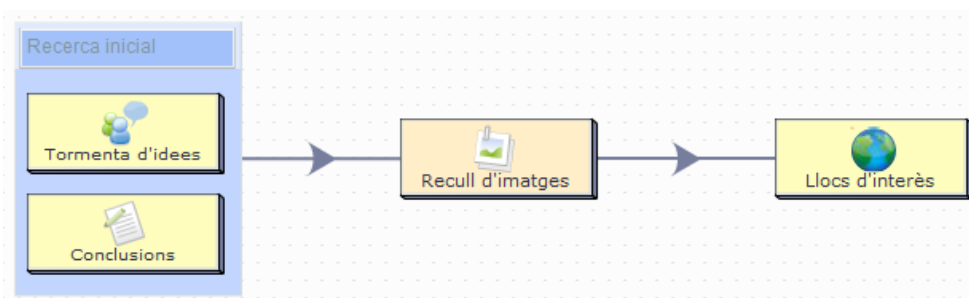 Recerca inicial
Tormenta d'idees
Conclusions
Recull d'imatges
Llocs d'interès